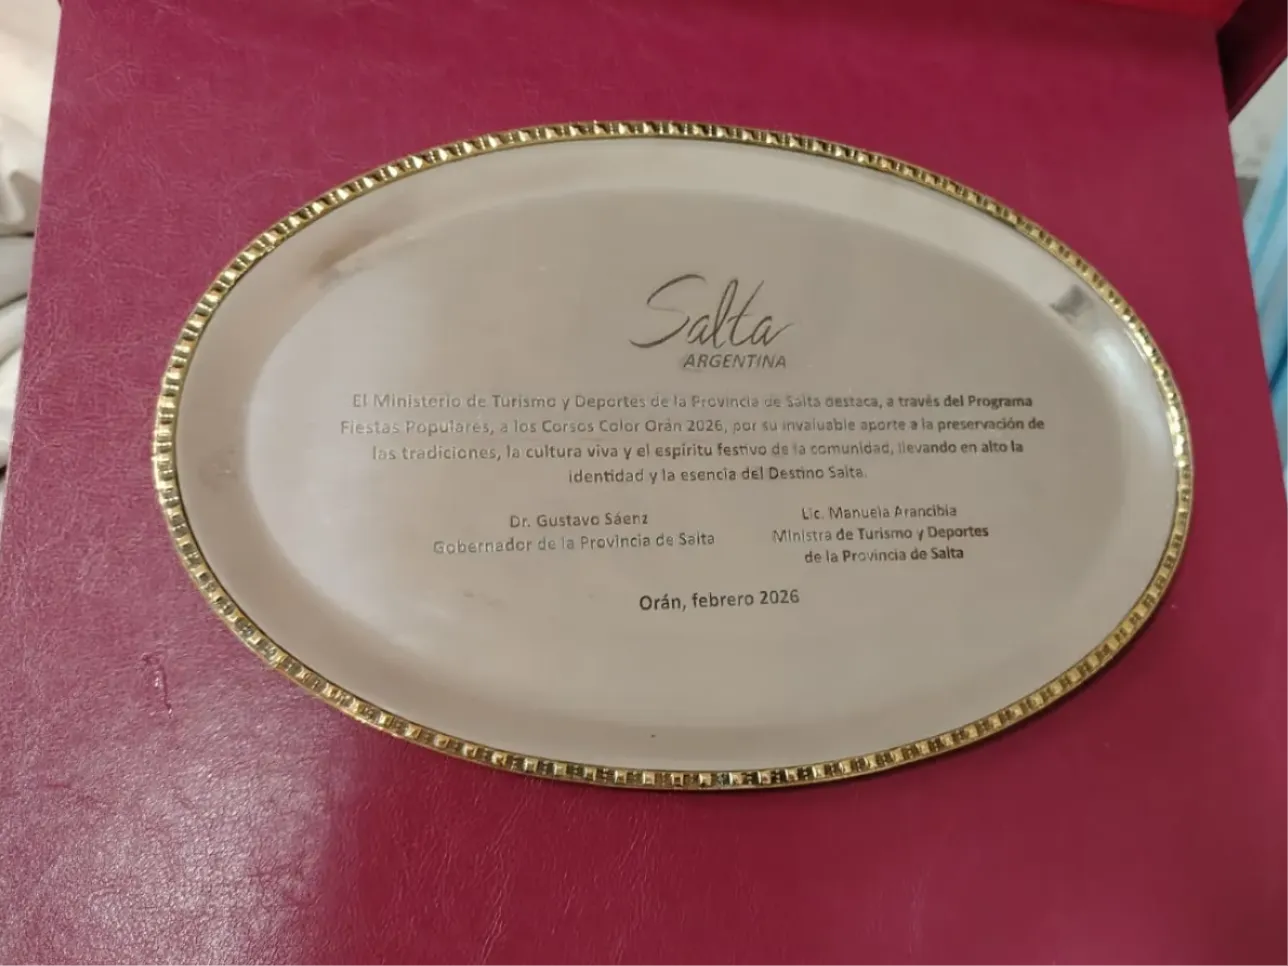 Salta
ARGENTINA
El Ministerio de Turismo y Deportes de la Provincia de Salta destaca, a través del Programa
Fiestas Populares, a los Corsos Color Orán 2026, por su invaluable aporte a la preservación de
las tradiciones, la cultura viva y el espíritu festivo de la comunidad, llevando en alto la
identidad y la esencia del Destino Salta.
Dr. Gustavo Sáenz
Gobernador de la Provincia de Salta
Lic. Manuela Arancibia
Ministra de Turismo y Deportes
de la Provincia de Salta
Orán, febrero 2026